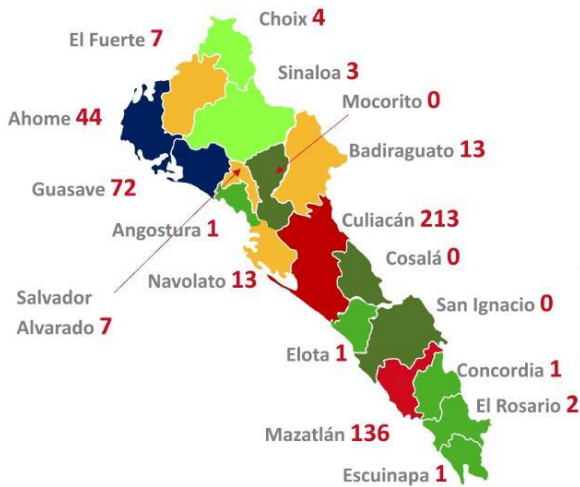 Choix 4
El Fuerte 7
Sinaloa 3
Mocorito 0
Ahome 44
Badiraguato 13
Guasave 72
Culiacán 213
Angostura 1
Cosalá 0
Navolato 13
Salvador
Alvarado 7
San Ignacio 0
Elota 1
Concordia 1
El Rosario 2
Mazatlán 136
Escuinapa 1